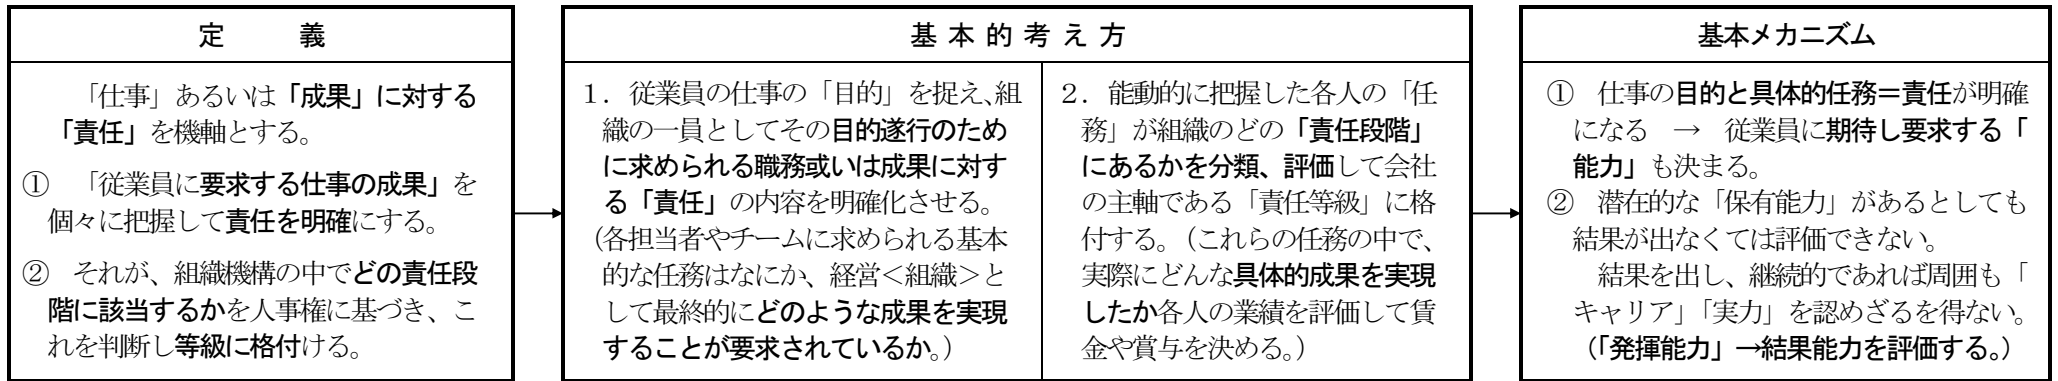 定義
「仕事」あるいは「成果」に対する
「責任」を機軸とする。
① 「従業員に要求する仕事の成果」を
個々に把握して責任を明確にする。
② それが、組織機構の中でどの責任段
階に該当するかを人事権に基づき、こ
れを判断し等級に格付ける。
基本的考え方
1．従業員の仕事の「目的」を捉え、組
織の一員としてその目的遂行のため
に求められる職務或いは成果に対す
る「責任」の内容を明確化させる。
（各担当者やチームに求められる基本
的な任務はなにか、経営＜組織＞と
して最終的にどのような成果を実現
することが要求されているか。）
2．能動的に把握した各人の「任
務」が組織のどの「責任段階」
にあるかを分類、評価して会社
の主軸である「責任等級」に格
付する。（これらの任務の中で、
実際にどんな具体的成果を実現
したか各人の業績を評価して賃
金や賞与を決める。）
基本メカニズム
① 仕事の目的と具体的任務＝責任が明確
になる → 従業員に期待し要求する「
能力」も決まる。
② 潜在的な「保有能力」があるとしても
結果が出なくては評価できない。
結果を出し、継続的であれば周囲も「
キャリア」「実力」を認めざるを得ない。
（「発揮能力」→結果能力を評価する。）